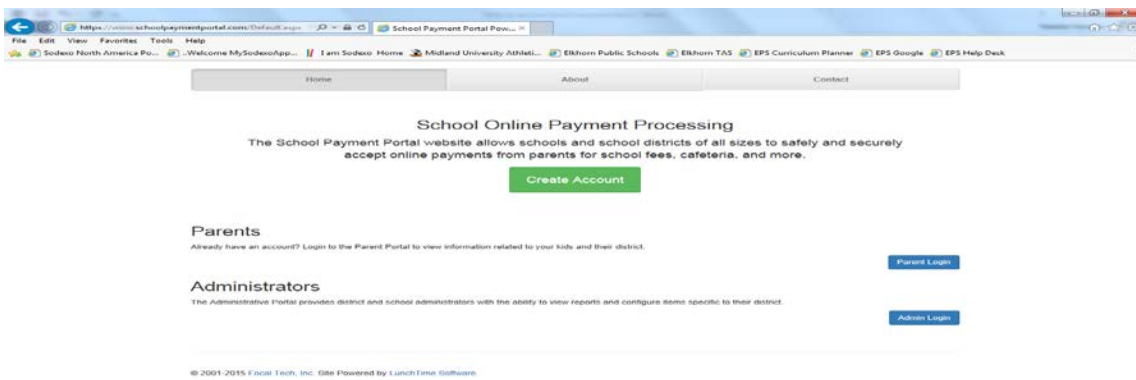 https://www.schoolpaymentportal.com/Default.aspx School Payment Portal Pow...
File Edit View Favorites Tools Help
Sodexo North America Po... ..Welcome MySodexoApp... I am Sodexo Home Midland University Athleti... Elkhorn Public Schools Elkhorn TAS EPS Curriculum Planner EPS Google EPS Help Desk
Home About Contact
School Online Payment Processing
The School Payment Portal website allows schools and school districts of all sizes to safely and securely
accept online payments from parents for school fees, cafeteria, and more.
Create Account
Parents
Already have an account? Login to the Parent Portal to view information related to your kids and their district.
Parent Login
Administrators
The Administrative Portal provides district and school administrators with the ability to view reports and configure items specific to their district.
Admin Login
© 2001-2015 Focal Tech, Inc. Site Powered by LunchTime Software